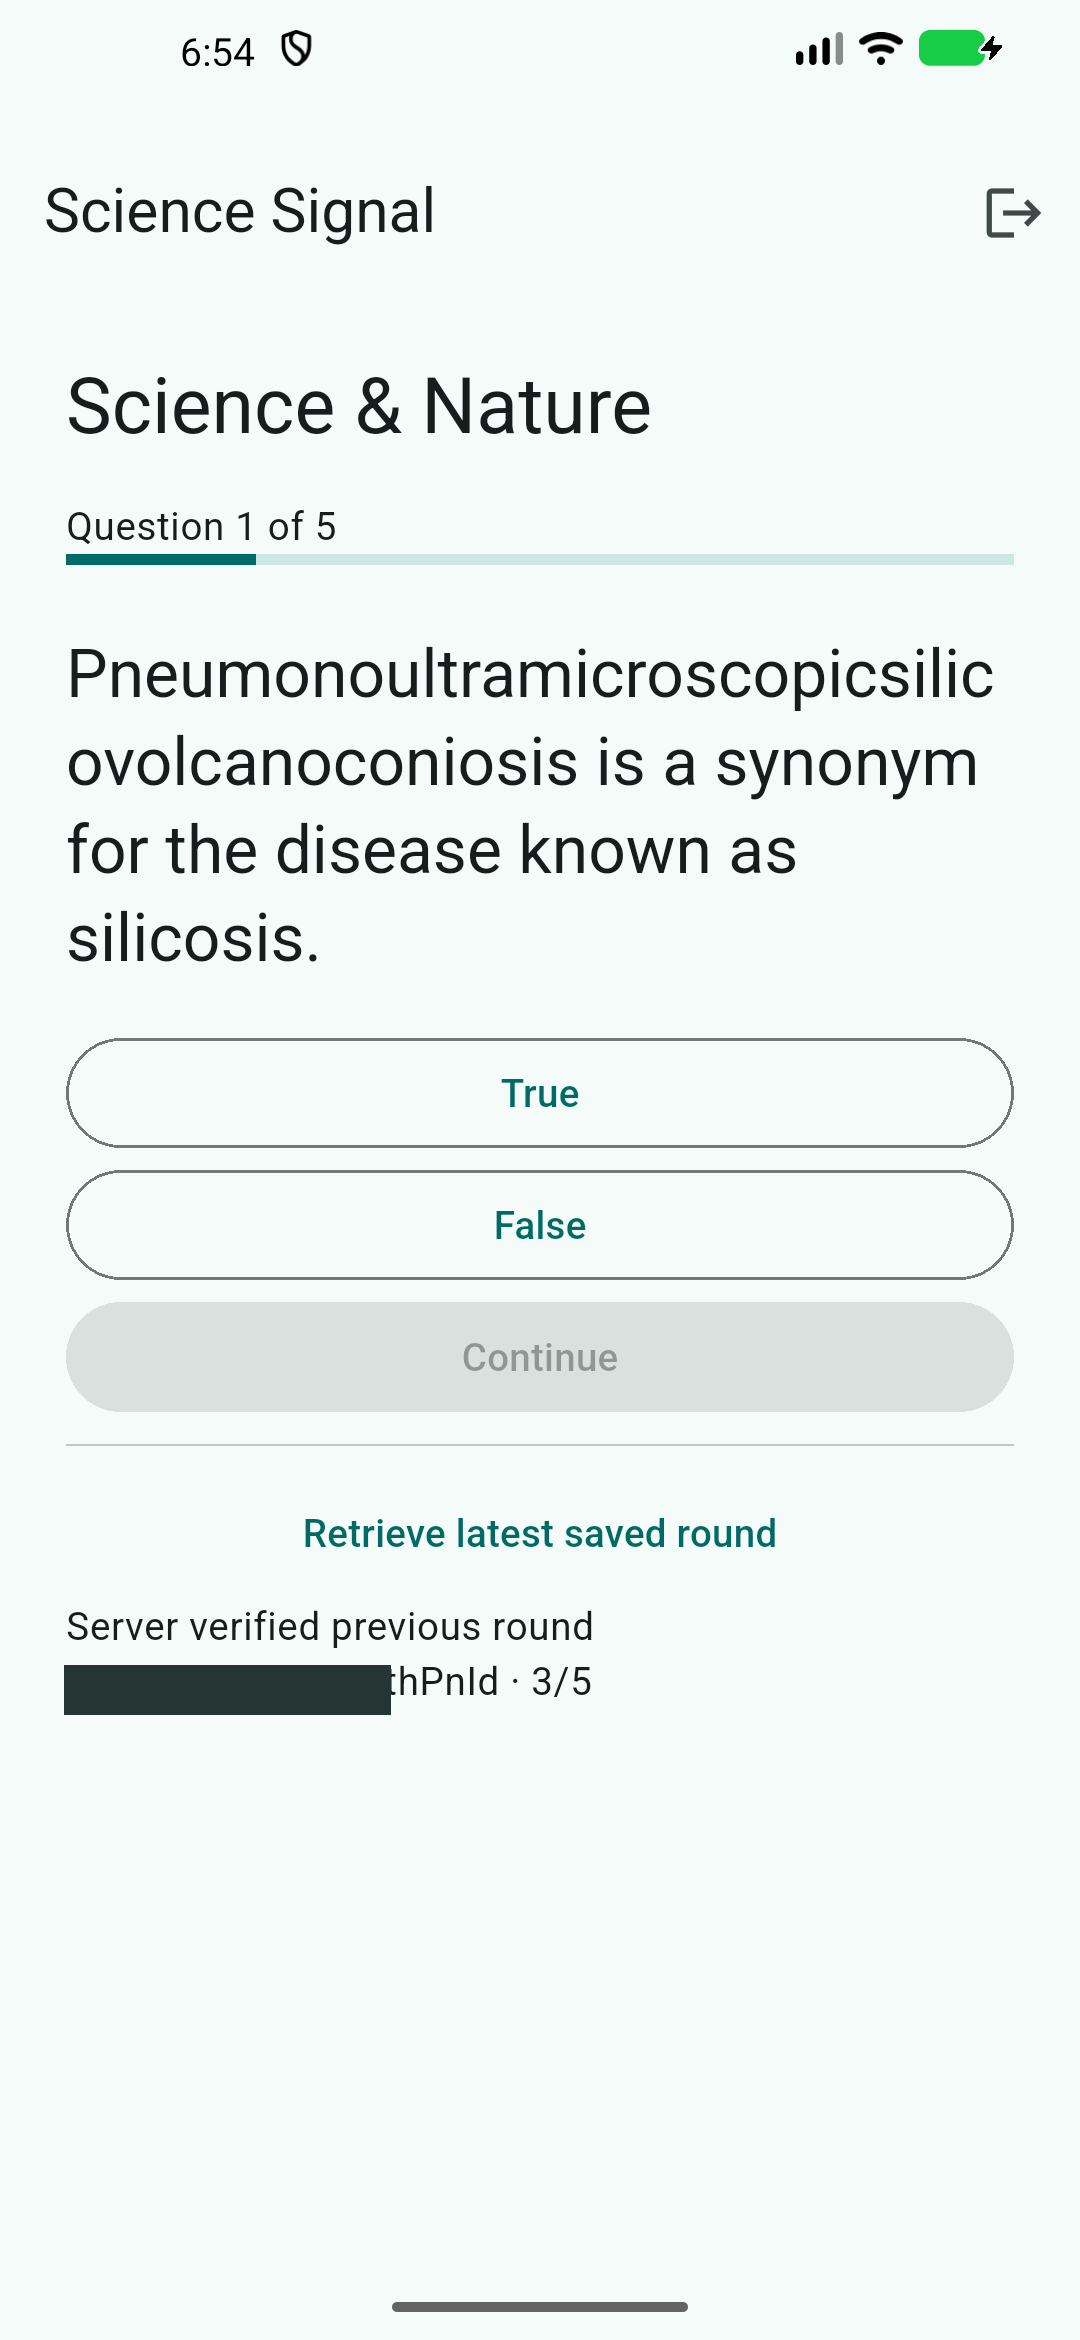 6:54
Science Signal
Science & Nature
Question 1 of 5
Pneumonoultramicroscopicsilic
ovolcanoconiosis is a synonym
for the disease known as
silicosis.
True
False
Continue
Retrieve latest saved round
Server verified previous round
thPnId · 3/5